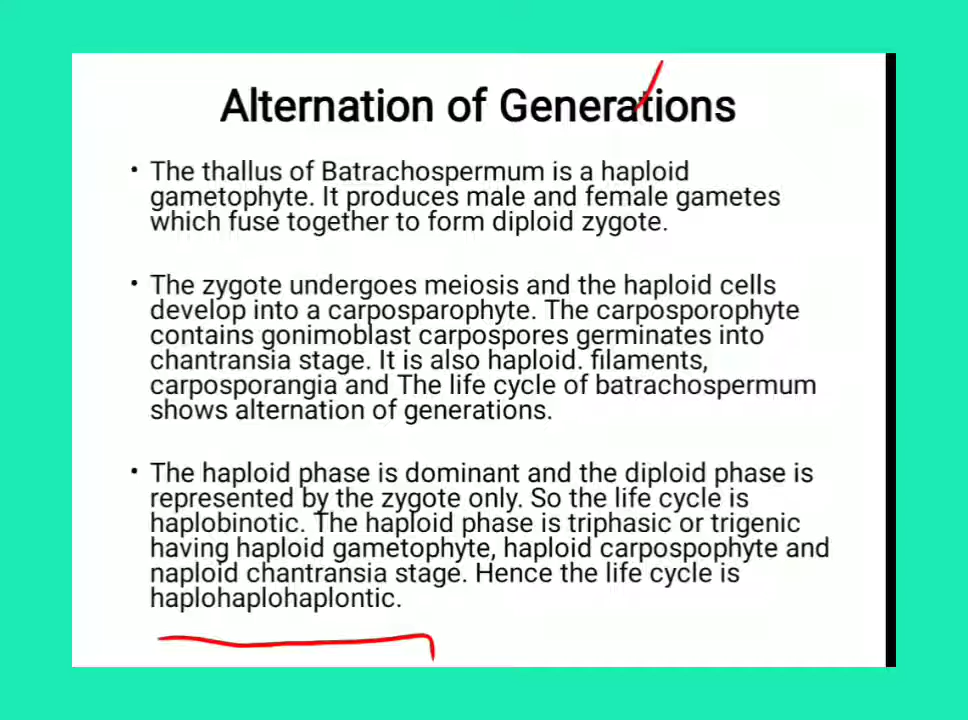 Alternation of Generations
• The thallus of Batrachospermum is a haploid
gametophyte. It produces male and female gametes
which fuse together to form diploid zygote.
• The zygote undergoes meiosis and the haploid cells
develop into a carposparophyte. The carposporophyte
contains gonimoblast carpospores germinates into
chantransia stage. It is also haploid. filaments,
carposporangia and The life cycle of batrachospermum
shows alternation of generations.
• The haploid phase is dominant and the diploid phase is
represented by the zygote only. So the life cycle is
haplobinotic. The haploid phase is triphasic or trigenic
having haploid gametophyte, haploid carpospophyte and
naploid chantransia stage. Hence the life cycle is
haplohaplohaplontic.